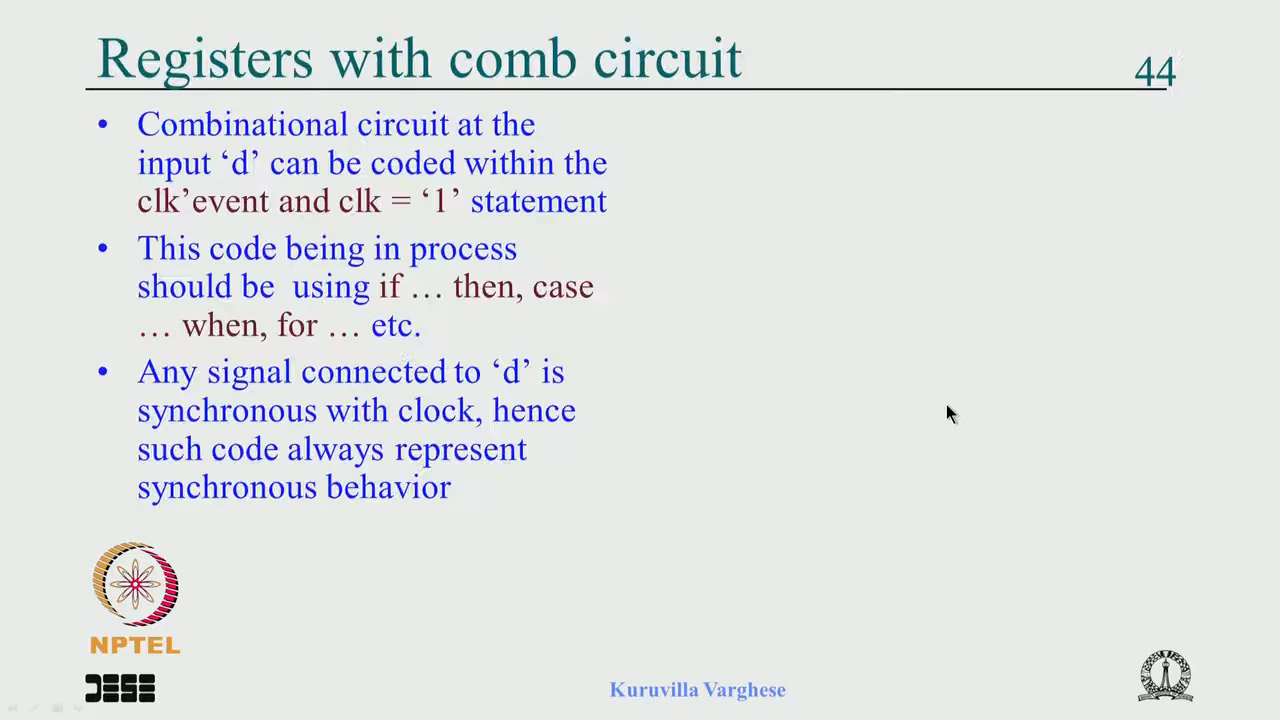 Registers with comb circuit
44
• Combinational circuit at the
input ‘d’ can be coded within the
clk’event and clk = ‘1’ statement
• This code being in process
should be using if … then, case
… when, for … etc.
• Any signal connected to ‘d’ is
synchronous with clock, hence
such code always represent
synchronous behavior
NPTEL
DESE
Kuruvilla Varghese